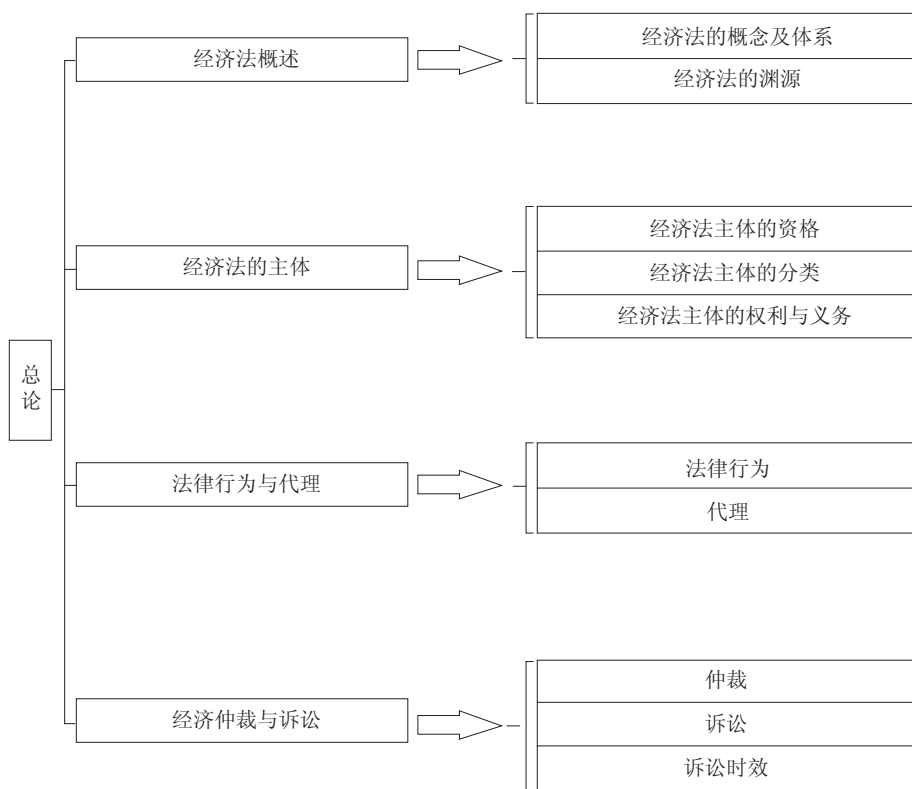 总
论
经济法概述
经济法的概念及体系
经济法的渊源
经济法的主体
经济法主体的资格
经济法主体的分类
经济法主体的权利与义务
法律行为与代理
法律行为
代理
经济仲裁与诉讼
仲裁
诉讼
诉讼时效